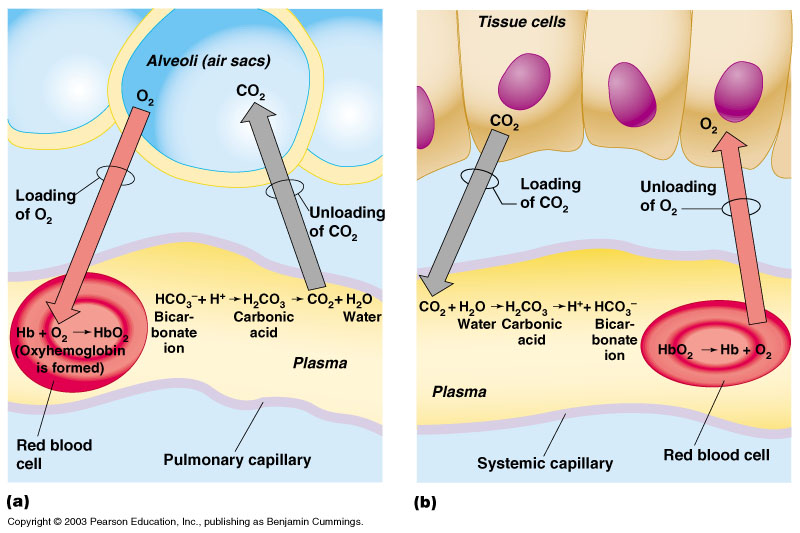 Alveoli (air sacs)
O₂
CO₂
Loading
of O₂
Unloading
of CO₂
HCO₃⁻ + H⁺ → H₂CO₃ → CO₂ + H₂O
Bicar-
bonate
ion
Carbonic
acid
Water
Hb + O₂ → HbO₂
(Oxyhemoglobin
is formed)
Plasma
Red blood
cell
Pulmonary capillary
(a)
Tissue cells
CO₂
O₂
Loading
of CO₂
Unloading
of O₂
CO₂ + H₂O → H₂CO₃ → H⁺ + HCO₃⁻
Water
Carbonic
acid
Bicar-
bonate
ion
HbO₂ → Hb + O₂
Plasma
Systemic capillary
Red blood cell
(b)
Copyright © 2003 Pearson Education, Inc., publishing as Benjamin Cummings.